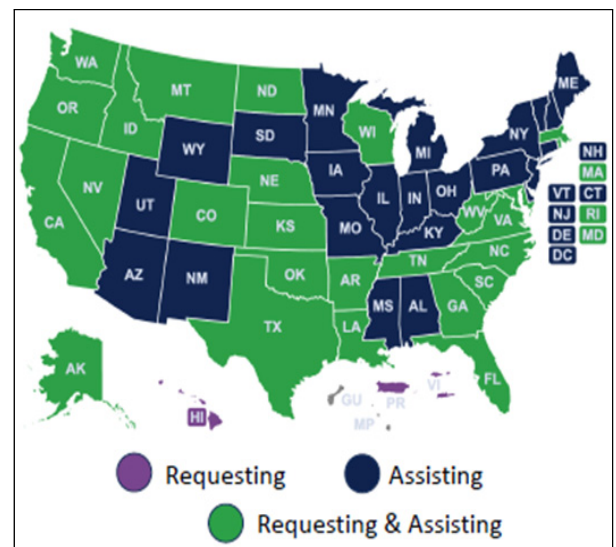 WA
MT
ND
MN
ME
OR
ID
SD
WI
NY
NH
WY
MI
MA
IA
PA
NV
NE
IL
IN
OH
VT
CT
UT
CO
NJ
RI
CA
KS
MO
KY
WV
VA
DE
MD
DC
AZ
NM
OK
AR
TN
NC
SC
MS
AL
GA
TX
LA
AK
FL
HI
GU
PR
VI
MP
Requesting
Assisting
Requesting & Assisting